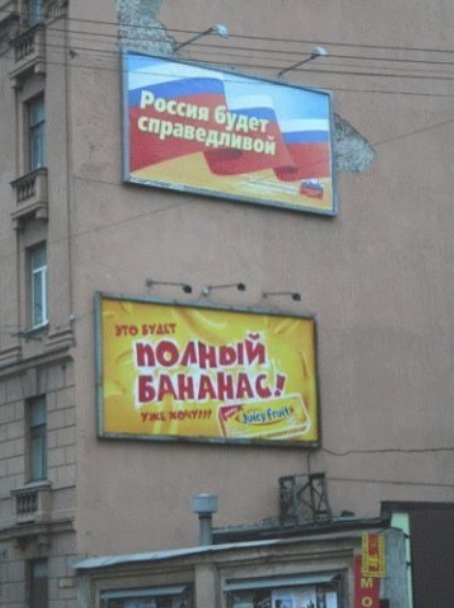 Россия будет
справедливой
ЭТО БУДЕТ
ПОЛНЫЙ
БАНАНАС!
УЖЕ ХОЧУ!!!
Juicy Fruit